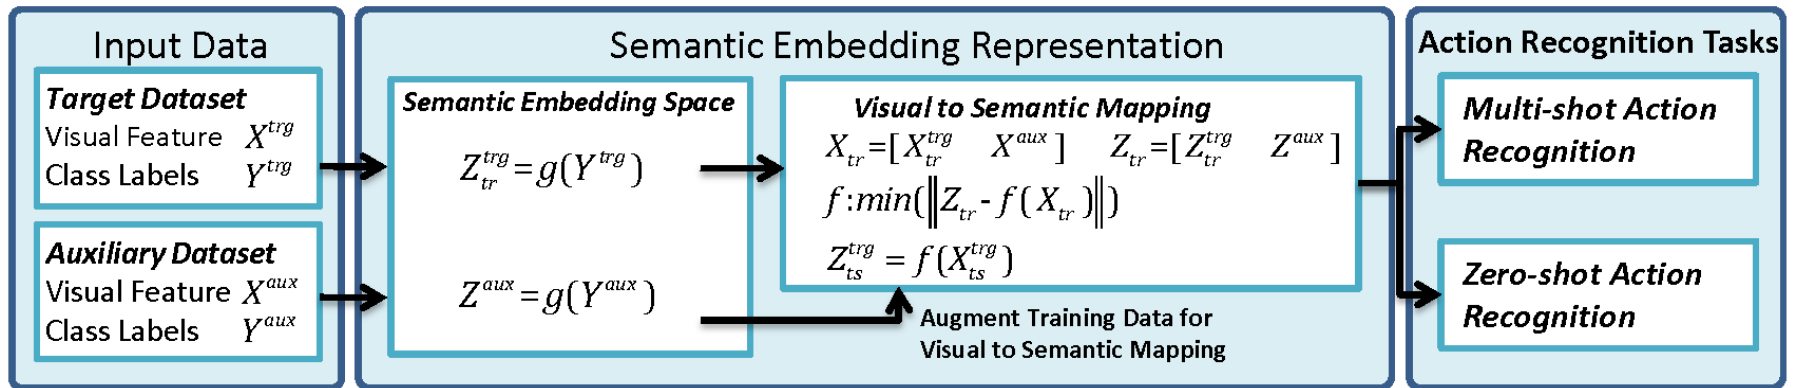 Input Data
Target Dataset
Visual Feature X^trg
Class Labels Y^trg
Auxiliary Dataset
Visual Feature X^aux
Class Labels Y^aux
Semantic Embedding Representation
Semantic Embedding Space
Z_tr^trg=g(Y^trg)
Z^aux=g(Y^aux)
Visual to Semantic Mapping
X_tr=[X_tr^trg X^aux] Z_tr=[Z_tr^trg Z^aux]
f:min(‖Z_tr-f(X_tr)‖)
Z_ts^trg=f(X_ts^trg)
Augment Training Data for
Visual to Semantic Mapping
Action Recognition Tasks
Multi-shot Action
Recognition
Zero-shot Action
Recognition